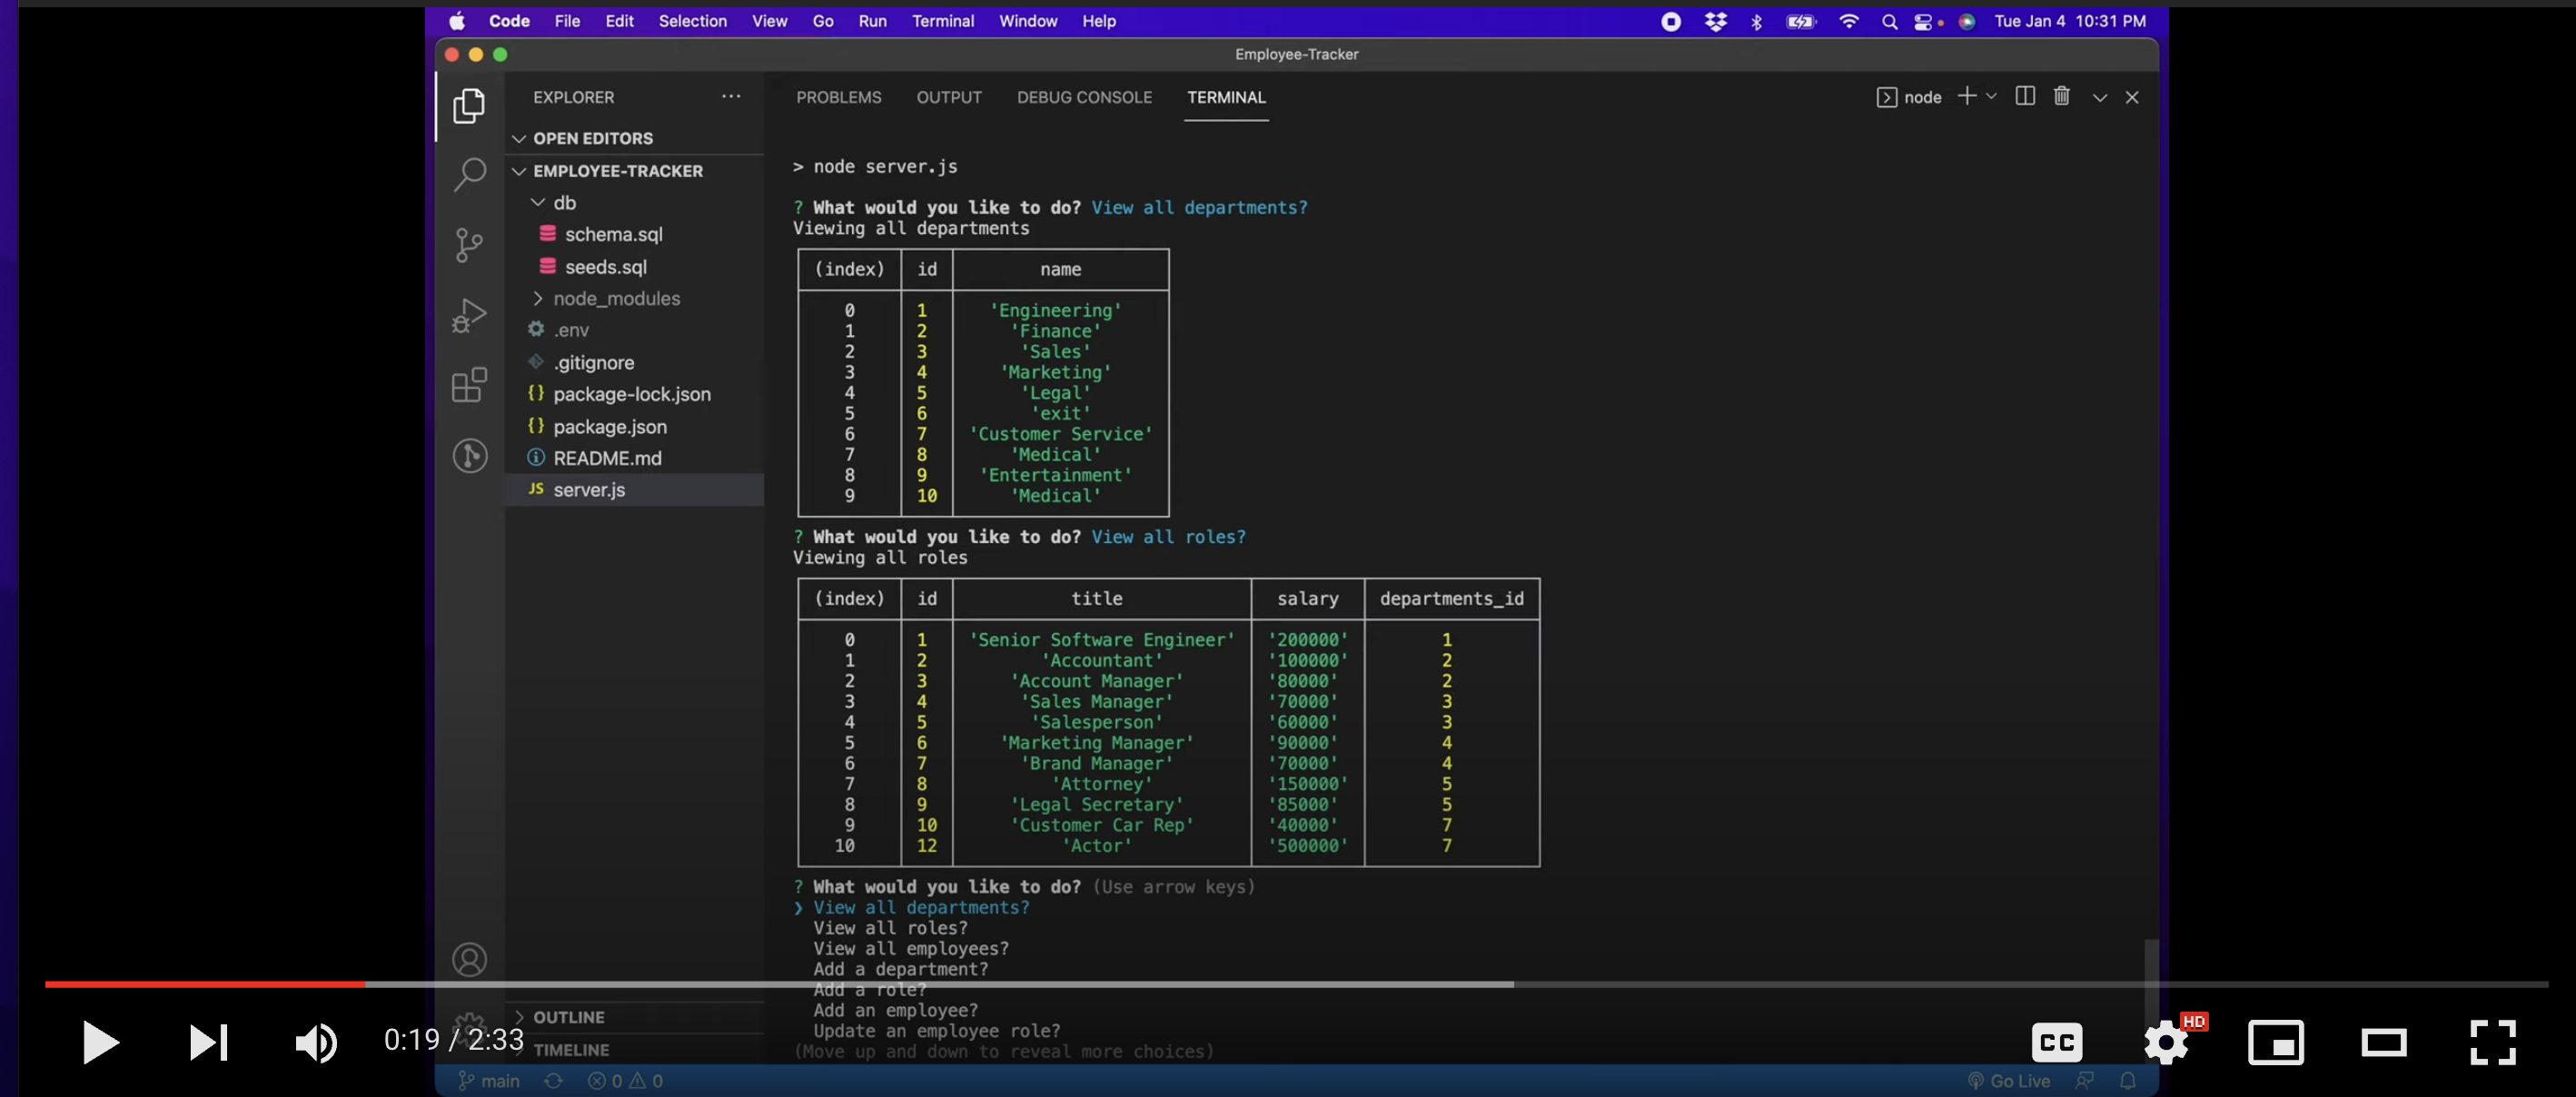 Code File Edit Selection View Go Run Terminal Window Help Tue Jan 4 10:31 PM
Employee-Tracker
EXPLORER ··· PROBLEMS OUTPUT DEBUG CONSOLE TERMINAL node
OPEN EDITORS
EMPLOYEE-TRACKER
db
schema.sql
seeds.sql
node_modules
.env
.gitignore
{} package-lock.json
{} package.json
README.md
JS server.js
> node server.js
? What would you like to do? View all departments?
Viewing all departments
(index) id name
0 1 'Engineering'
1 2 'Finance'
2 3 'Sales'
3 4 'Marketing'
4 5 'Legal'
5 6 'exit'
6 7 'Customer Service'
7 8 'Medical'
8 9 'Entertainment'
9 10 'Medical'
? What would you like to do? View all roles?
Viewing all roles
(index) id title salary departments_id
0 1 'Senior Software Engineer' '200000' 1
1 2 'Accountant' '100000' 2
2 3 'Account Manager' '80000' 2
3 4 'Sales Manager' '70000' 3
4 5 'Salesperson' '60000' 3
5 6 'Marketing Manager' '90000' 4
6 7 'Brand Manager' '70000' 4
7 8 'Attorney' '150000' 5
8 9 'Legal Secretary' '85000' 5
9 10 'Customer Car Rep' '40000' 7
10 12 'Actor' '500000' 7
? What would you like to do? (Use arrow keys)
❯ View all departments?
View all roles?
View all employees?
Add a department?
Add a role?
Add an employee?
Update an employee role?
(Move up and down to reveal more choices)
OUTLINE
TIMELINE
0:19 / 2:33
CC HD
main 0 0 Go Live